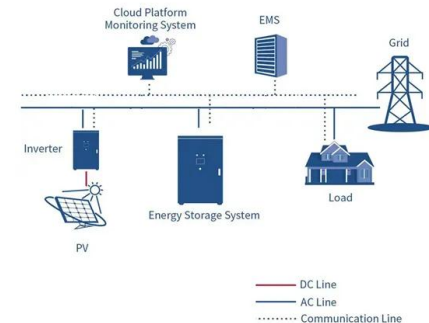 Cloud Platform
Monitoring System
EMS
Grid
Inverter
Energy Storage System
Load
PV
DC Line
AC Line
Communication Line